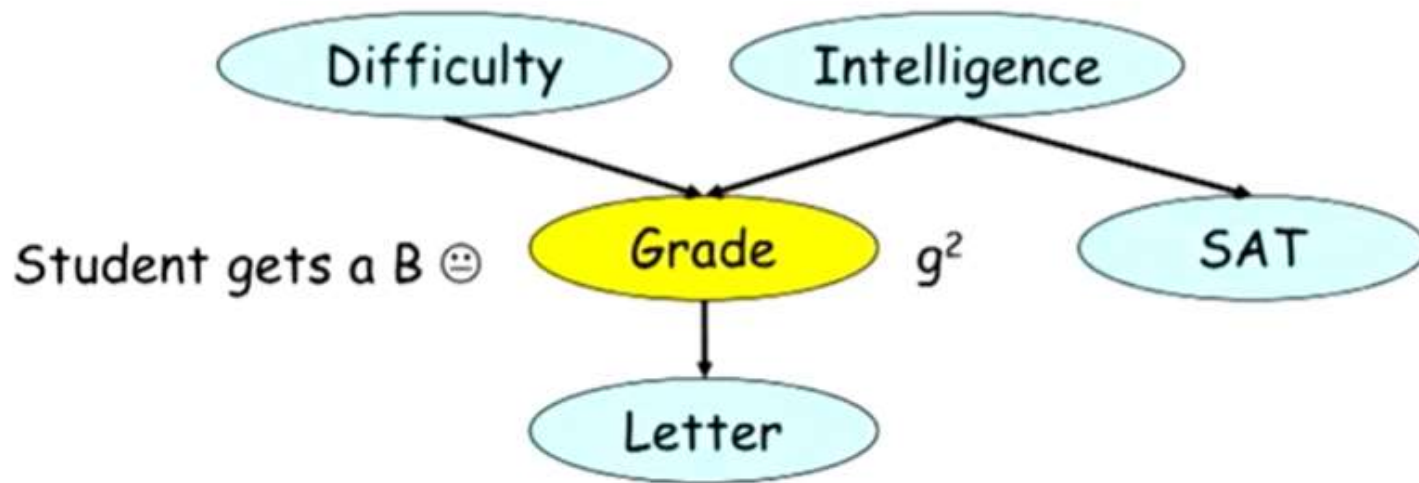 Difficulty
Intelligence
Student gets a B 😐
Grade
g²
SAT
Letter